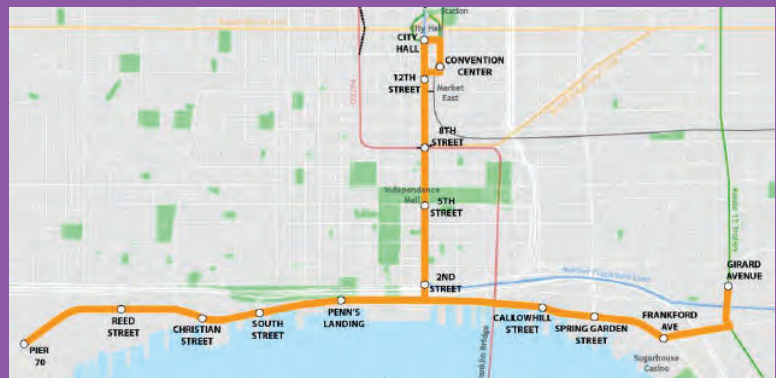 Station
City Hall
CITY
HALL
CONVENTION
CENTER
12TH
STREET
Market
East
PATCO
8TH
STREET
Independence
Mall
5TH
STREET
Route 15 Trolley
2ND
STREET
Market Frankford Line
GIRARD
AVENUE
PENN'S
LANDING
REED
STREET
CHRISTIAN
STREET
SOUTH
STREET
CALLOWHILL
STREET
SPRING GARDEN
STREET
FRANKFORD
AVE
PIER
70
Sugarhouse
Casino
anklin Bridge